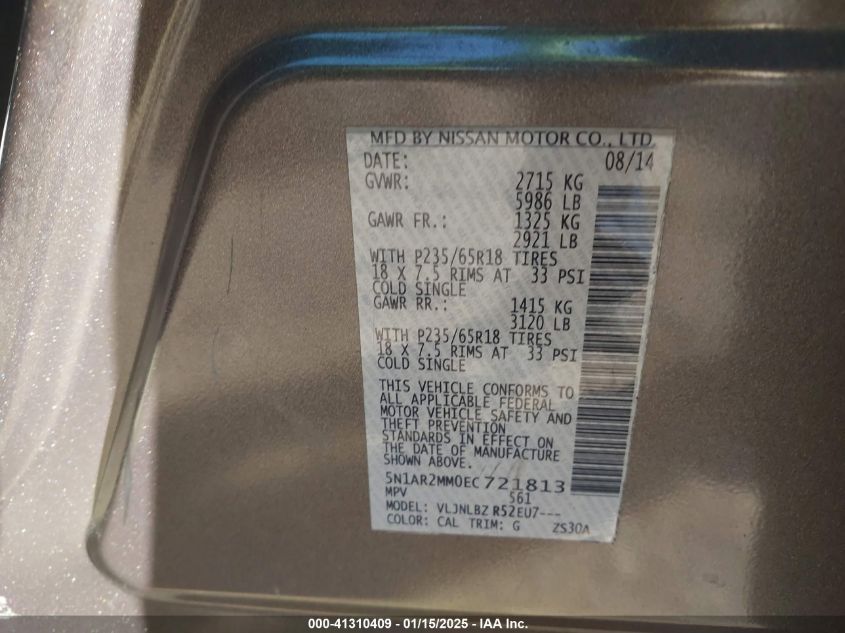 MFD BY NISSAN MOTOR CO., LTD.
DATE: 08/14
GVWR: 2715 KG
5986 LB
GAWR FR.: 1325 KG
2921 LB
WITH P235/65R18 TIRES
18 X 7.5 RIMS AT 33 PSI
COLD SINGLE
GAWR RR.: 1415 KG
3120 LB
WITH P235/65R18 TIRES
18 X 7.5 RIMS AT 33 PSI
COLD SINGLE
THIS VEHICLE CONFORMS TO
ALL APPLICABLE FEDERAL
MOTOR VEHICLE SAFETY AND
THEFT PREVENTION
STANDARDS IN EFFECT ON
THE DATE OF MANUFACTURE
SHOWN ABOVE.
5N1AR2MM0EC721813
MPV 561
MODEL: VLJNLBZ R52EU7---
COLOR: CAL TRIM: G ZS30A
000-41310409 - 01/15/2025 - IAA Inc.